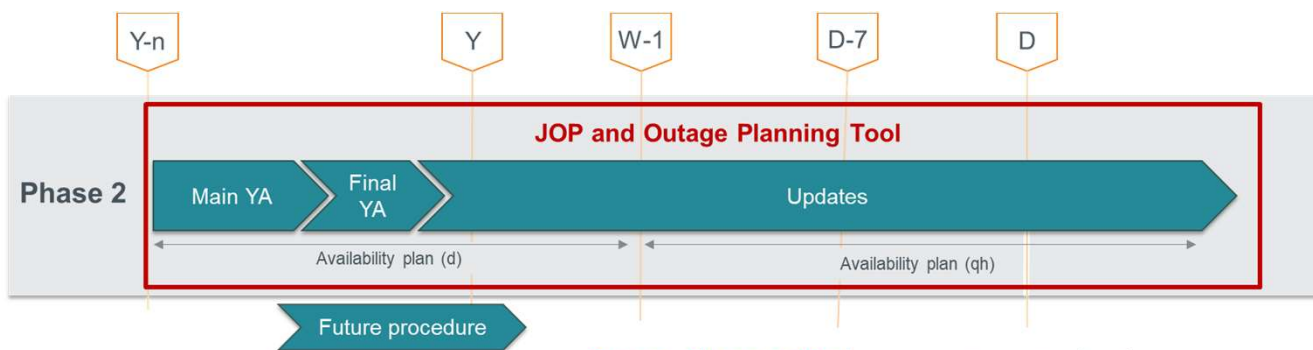 Y-n
Y
W-1
D-7
D
JOP and Outage Planning Tool
Phase 2
Main YA
Final
YA
Updates
Availability plan (d)
Availability plan (qh)
Future procedure